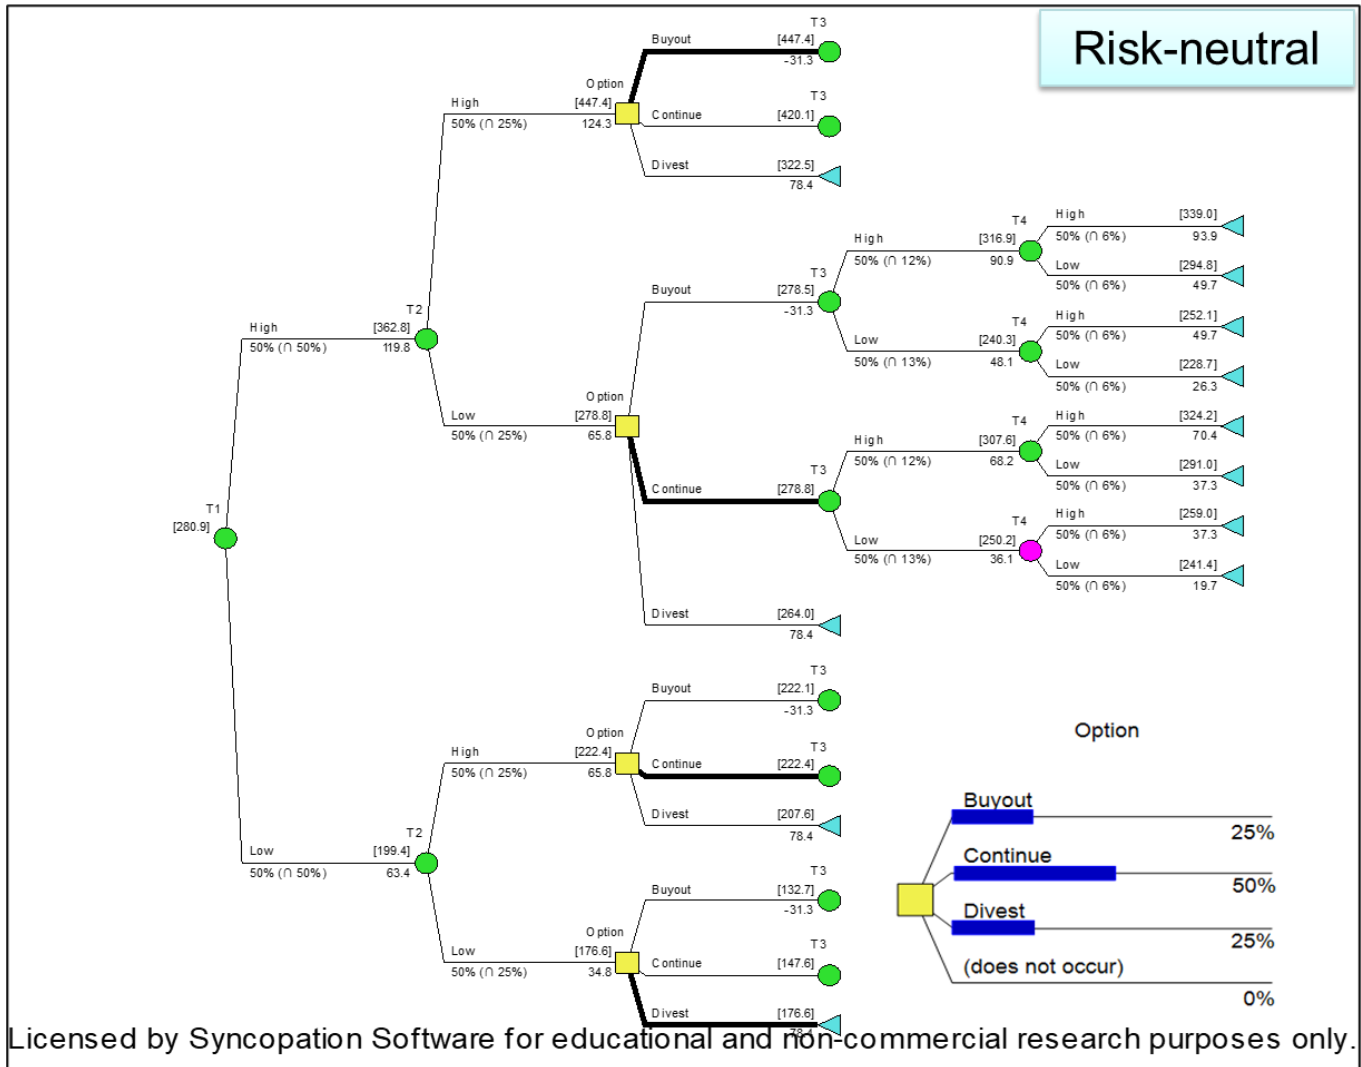 Risk-neutral
T1
[280.9]
High
50% (∩ 50%)
[362.8]
119.8
T2
High
50% (∩ 25%)
Option
[447.4]
124.3
Buyout
[447.4]
-31.3
T3
Continue
[420.1]
T3
Divest
[322.5]
78.4
Low
50% (∩ 25%)
Option
[278.8]
65.8
Buyout
[278.5]
-31.3
T3
High
50% (∩ 12%)
[316.9]
90.9
T4
High
50% (∩ 6%)
[339.0]
93.9
Low
50% (∩ 6%)
[294.8]
49.7
Low
50% (∩ 13%)
[240.3]
48.1
T4
High
50% (∩ 6%)
[252.1]
49.7
Low
50% (∩ 6%)
[228.7]
26.3
Continue
[278.8]
T3
High
50% (∩ 12%)
[307.6]
68.2
T4
High
50% (∩ 6%)
[324.2]
70.4
Low
50% (∩ 6%)
[291.0]
37.3
Low
50% (∩ 13%)
[250.2]
36.1
T4
High
50% (∩ 6%)
[259.0]
37.3
Low
50% (∩ 6%)
[241.4]
19.7
Divest
[264.0]
78.4
Low
50% (∩ 50%)
[199.4]
63.4
T2
High
50% (∩ 25%)
Option
[222.4]
65.8
Buyout
[222.1]
-31.3
T3
Continue
[222.4]
T3
Divest
[207.6]
78.4
Low
50% (∩ 25%)
Option
[176.6]
34.8
Buyout
[132.7]
-31.3
T3
Continue
[147.6]
T3
Divest
[176.6]
78.4
Option
Buyout
25%
Continue
50%
Divest
25%
(does not occur)
0%
Licensed by Syncopation Software for educational and non-commercial research purposes only.